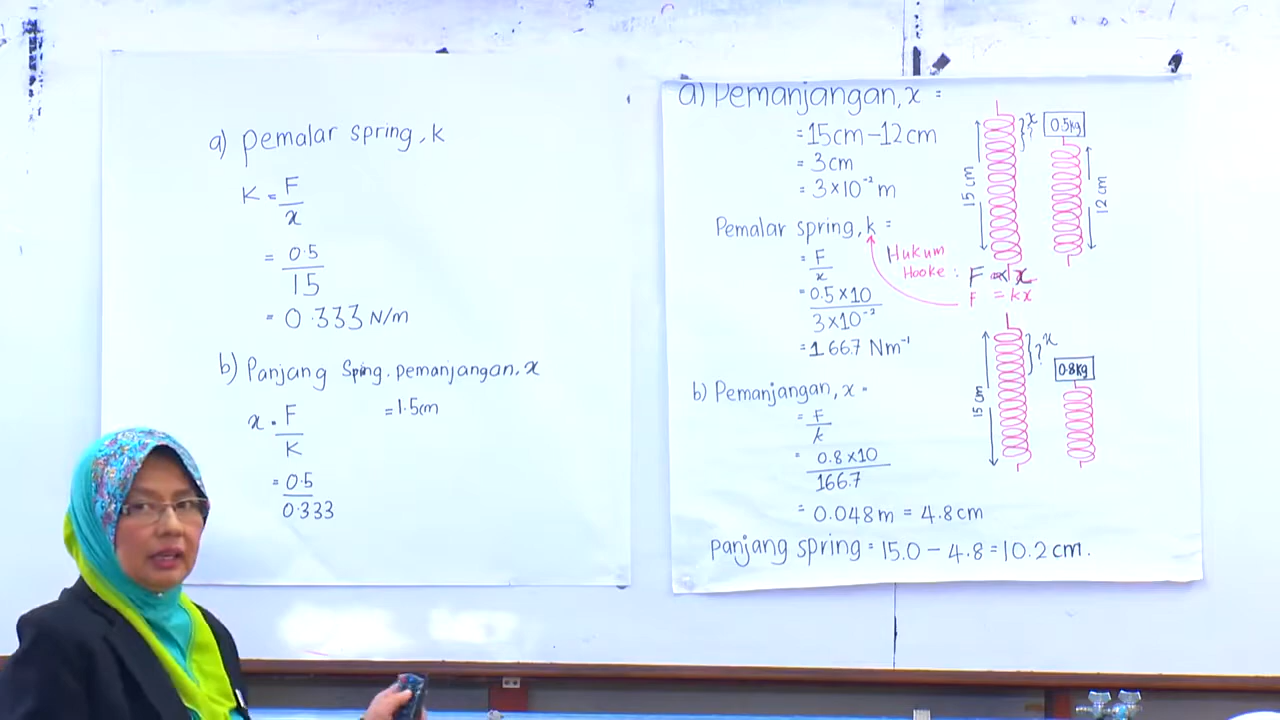 a) Pemalar spring, k
K = F/x
= 0.5/15
= 0.333 N/m
b) Panjang Spring. pemanjangan, x
x = F/K
= 1.5cm
= 0.5/0.333
a) Pemanjangan, x =
= 15cm – 12cm
= 3cm
= 3×10⁻² m
Pemalar spring, k =
= F/x
= 0.5×10/3×10⁻²
= 166.7 Nm⁻¹
Hukum
Hooke : F ∝ x
F = kx
b) Pemanjangan, x =
= F/k
= 0.8×10/166.7
= 0.048m = 4.8cm
Panjang spring = 15.0 – 4.8 = 10.2 cm.
15 cm
x
?
0.5kg
12 cm
15 cm
x
?
0.8kg